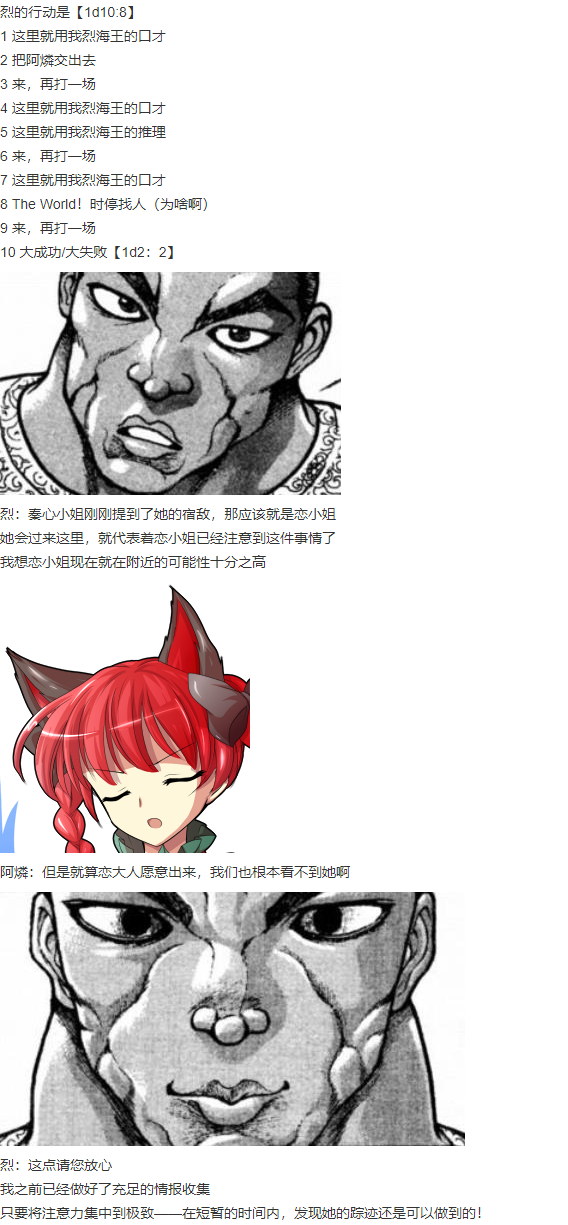 烈的行动是【1d10:8】
1 这里就用我烈海王的口才
2 把阿燐交出去
3 来，再打一场
4 这里就用我烈海王的口才
5 这里就用我烈海王的推理
6 来，再打一场
7 这里就用我烈海王的口才
8 The World！时停找人（为啥啊）
9 来，再打一场
10 大成功/大失败【1d2：2】
烈：秦心小姐刚刚提到了她的宿敌，那应该就是恋小姐
她会过来这里，就代表着恋小姐已经注意到这件事情了
我想恋小姐现在就在附近的可能性十分之高
阿燐：但是就算恋大人愿意出来，我们也根本看不到她啊
烈：这点请您放心
我之前已经做好了充足的情报收集
只要将注意力集中到极致——在短暂的时间内，发现她的踪迹还是可以做到的！